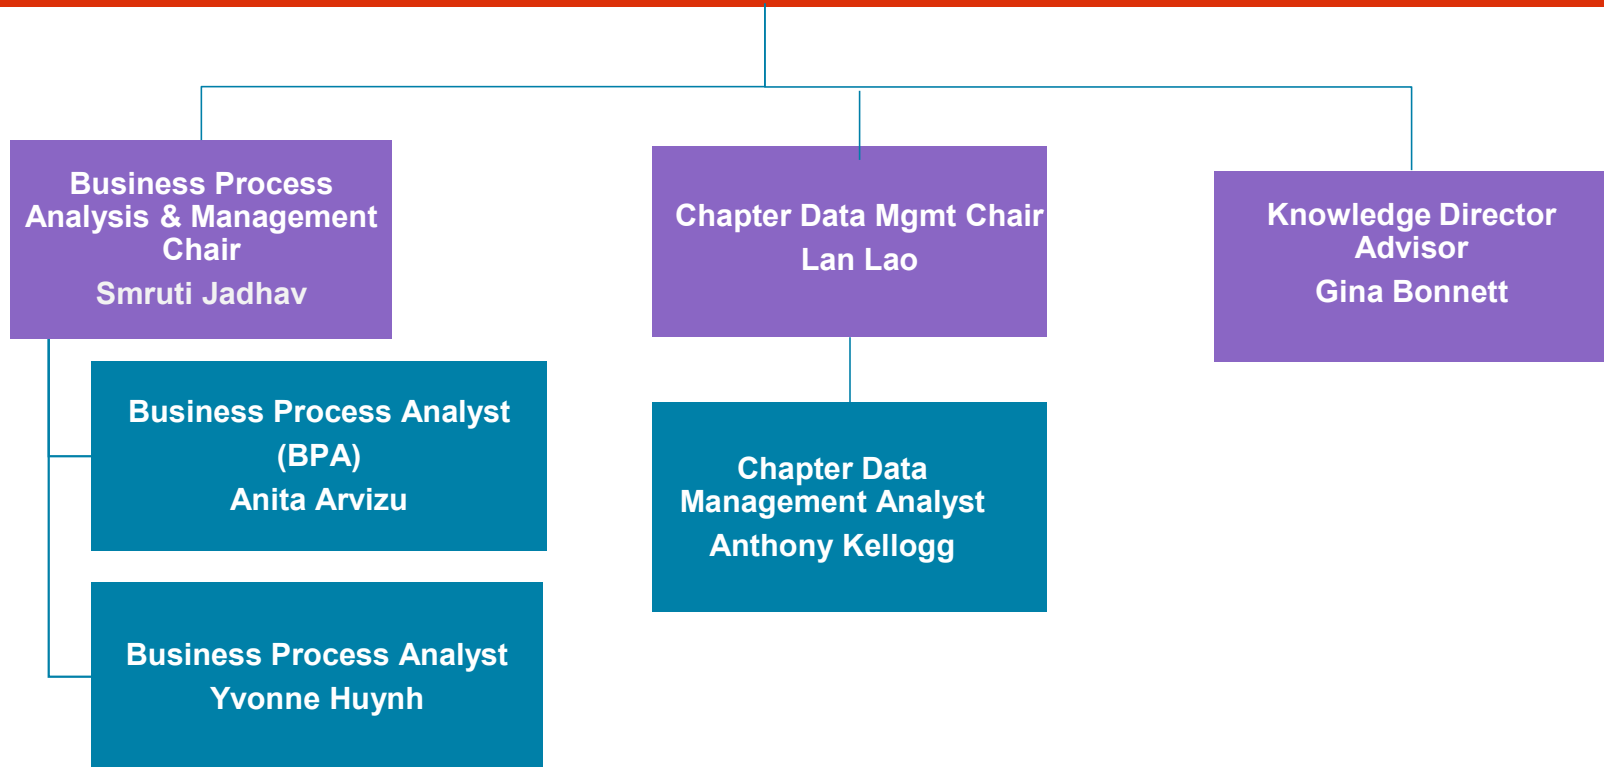 Business Process
Analysis & Management
Chair
Smruti Jadhav
Chapter Data Mgmt Chair
Lan Lao
Knowledge Director
Advisor
Gina Bonnett
Business Process Analyst
(BPA)
Anita Arvizu
Chapter Data
Management Analyst
Anthony Kellogg
Business Process Analyst
Yvonne Huynh